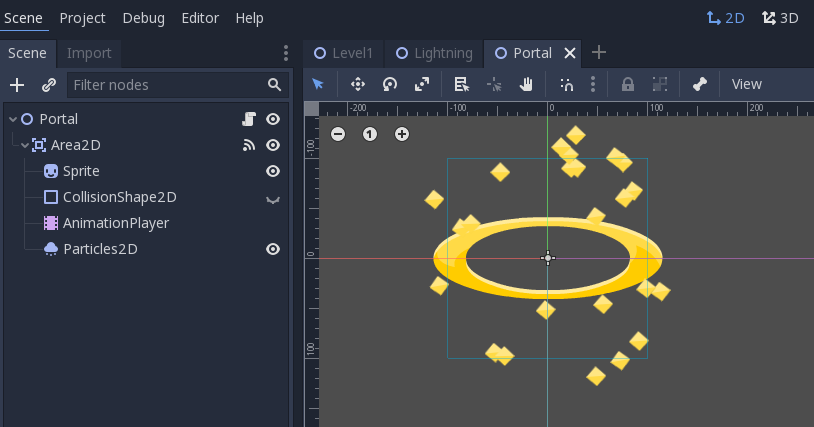 Scene Project Debug Editor Help 2D 3D
Scene Import Level1 Lightning Portal
Filter nodes View
-200 -100 0 100 200
Portal
Area2D
Sprite
CollisionShape2D
AnimationPlayer
Particles2D
1
-100
0
100